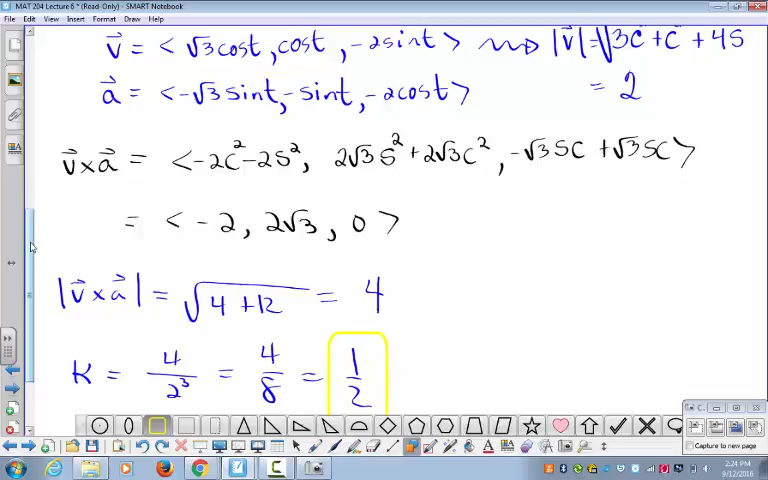 MAT 204 Lecture 6 * (Read-Only) - SMART Notebook
File Edit View Insert Format Tools Draw Help
v⃗ = < √3 cost, cost, -2sint > ⇝ |v⃗| = √3C² + C² + 4S
a⃗ = < -√3 sint, -sint, -2cost > = 2
v⃗ x a⃗ = < -2C² - 2S², 2√3 S² + 2√3 C², -√3 SC + √3 SC >
= < -2, 2√3, 0 >
|v⃗ x a⃗| = √4 + 12 = 4
K = 4/2³ = 4/8 = 1/2
C...
Capture to new page
2:24 PM
9/12/2016